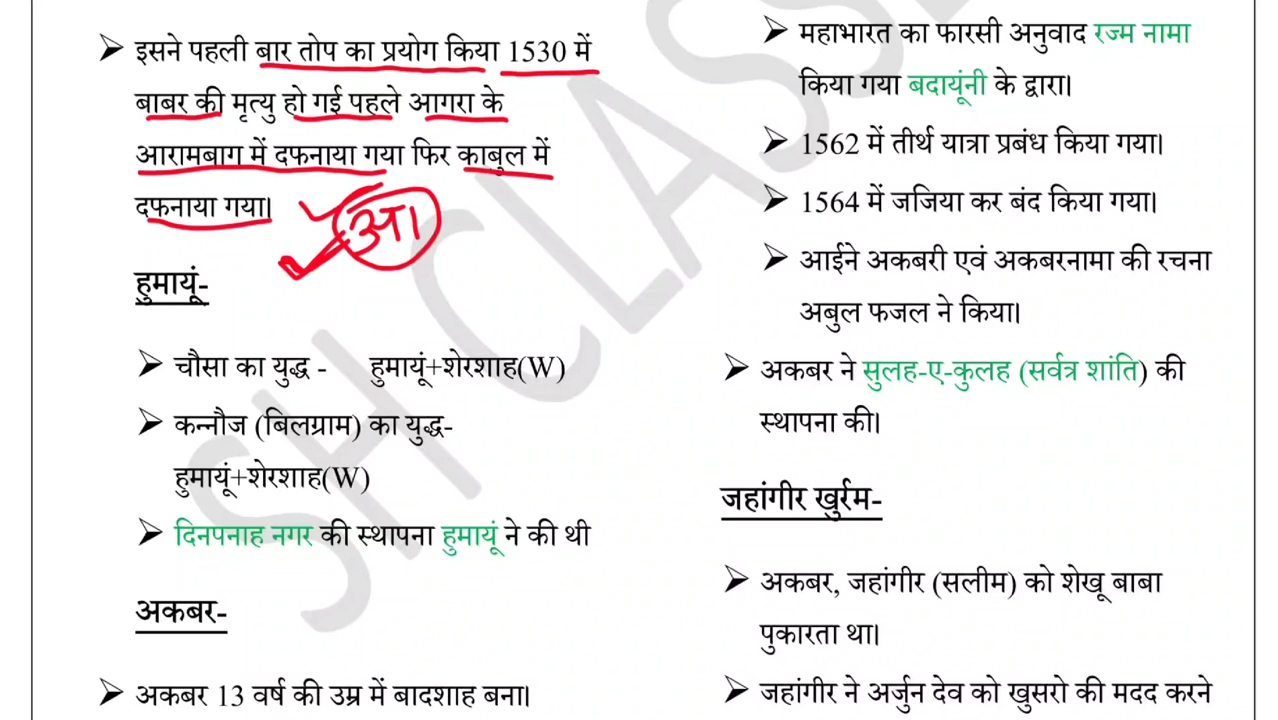 ➢ इसने पहली बार तोप का प्रयोग किया 1530 में
बाबर की मृत्यु हो गई पहले आगरा के
आरामबाग में दफनाया गया फिर काबुल में
दफनाया गया।
आ
हुमायूं-
➢ चौसा का युद्ध - हुमायूं+शेरशाह(W)
➢ कन्नौज (बिलग्राम) का युद्ध-
हुमायूं+शेरशाह(W)
➢ दिनपनाह नगर की स्थापना हुमायूं ने की थी
अकबर-
➢ अकबर 13 वर्ष की उम्र में बादशाह बना।
➢ महाभारत का फारसी अनुवाद रज्म नामा
किया गया बदायूंनी के द्वारा।
➢ 1562 में तीर्थ यात्रा प्रबंध किया गया।
➢ 1564 में जजिया कर बंद किया गया।
➢ आईने अकबरी एवं अकबरनामा की रचना
अबुल फजल ने किया।
➢ अकबर ने सुलह-ए-कुलह (सर्वत्र शांति) की
स्थापना की।
जहांगीर खुर्रम-
➢ अकबर, जहांगीर (सलीम) को शेखू बाबा
पुकारता था।
➢ जहांगीर ने अर्जुन देव को खुसरो की मदद करने
SH CLASSE